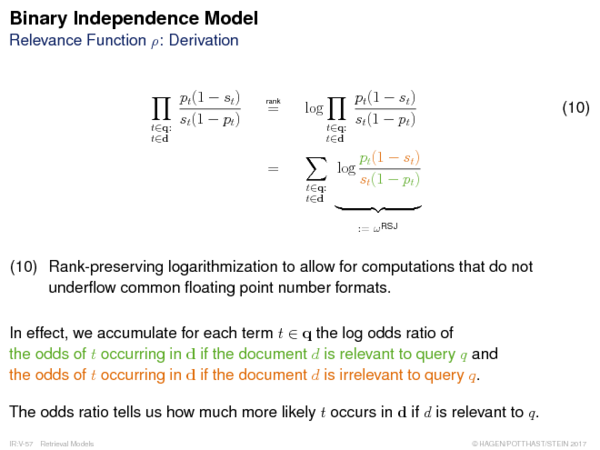 Binary Independence Model
Relevance Function ρ: Derivation
∏_{t∈q: t∈d} p_t(1 − s_t) / s_t(1 − p_t) =^{rank} log ∏_{t∈q: t∈d} p_t(1 − s_t) / s_t(1 − p_t) (10)
= ∑_{t∈q: t∈d} log p_t(1 − s_t) / s_t(1 − p_t)
:= ω^{RSJ}
(10) Rank-preserving logarithmization to allow for computations that do not
underflow common floating point number formats.
In effect, we accumulate for each term t ∈ q the log odds ratio of
the odds of t occurring in d if the document d is relevant to query q and
the odds of t occurring in d if the document d is irrelevant to query q.
The odds ratio tells us how much more likely t occurs in d if d is relevant to q.
IR:V-57 Retrieval Models © HAGEN/POTTHAST/STEIN 2017